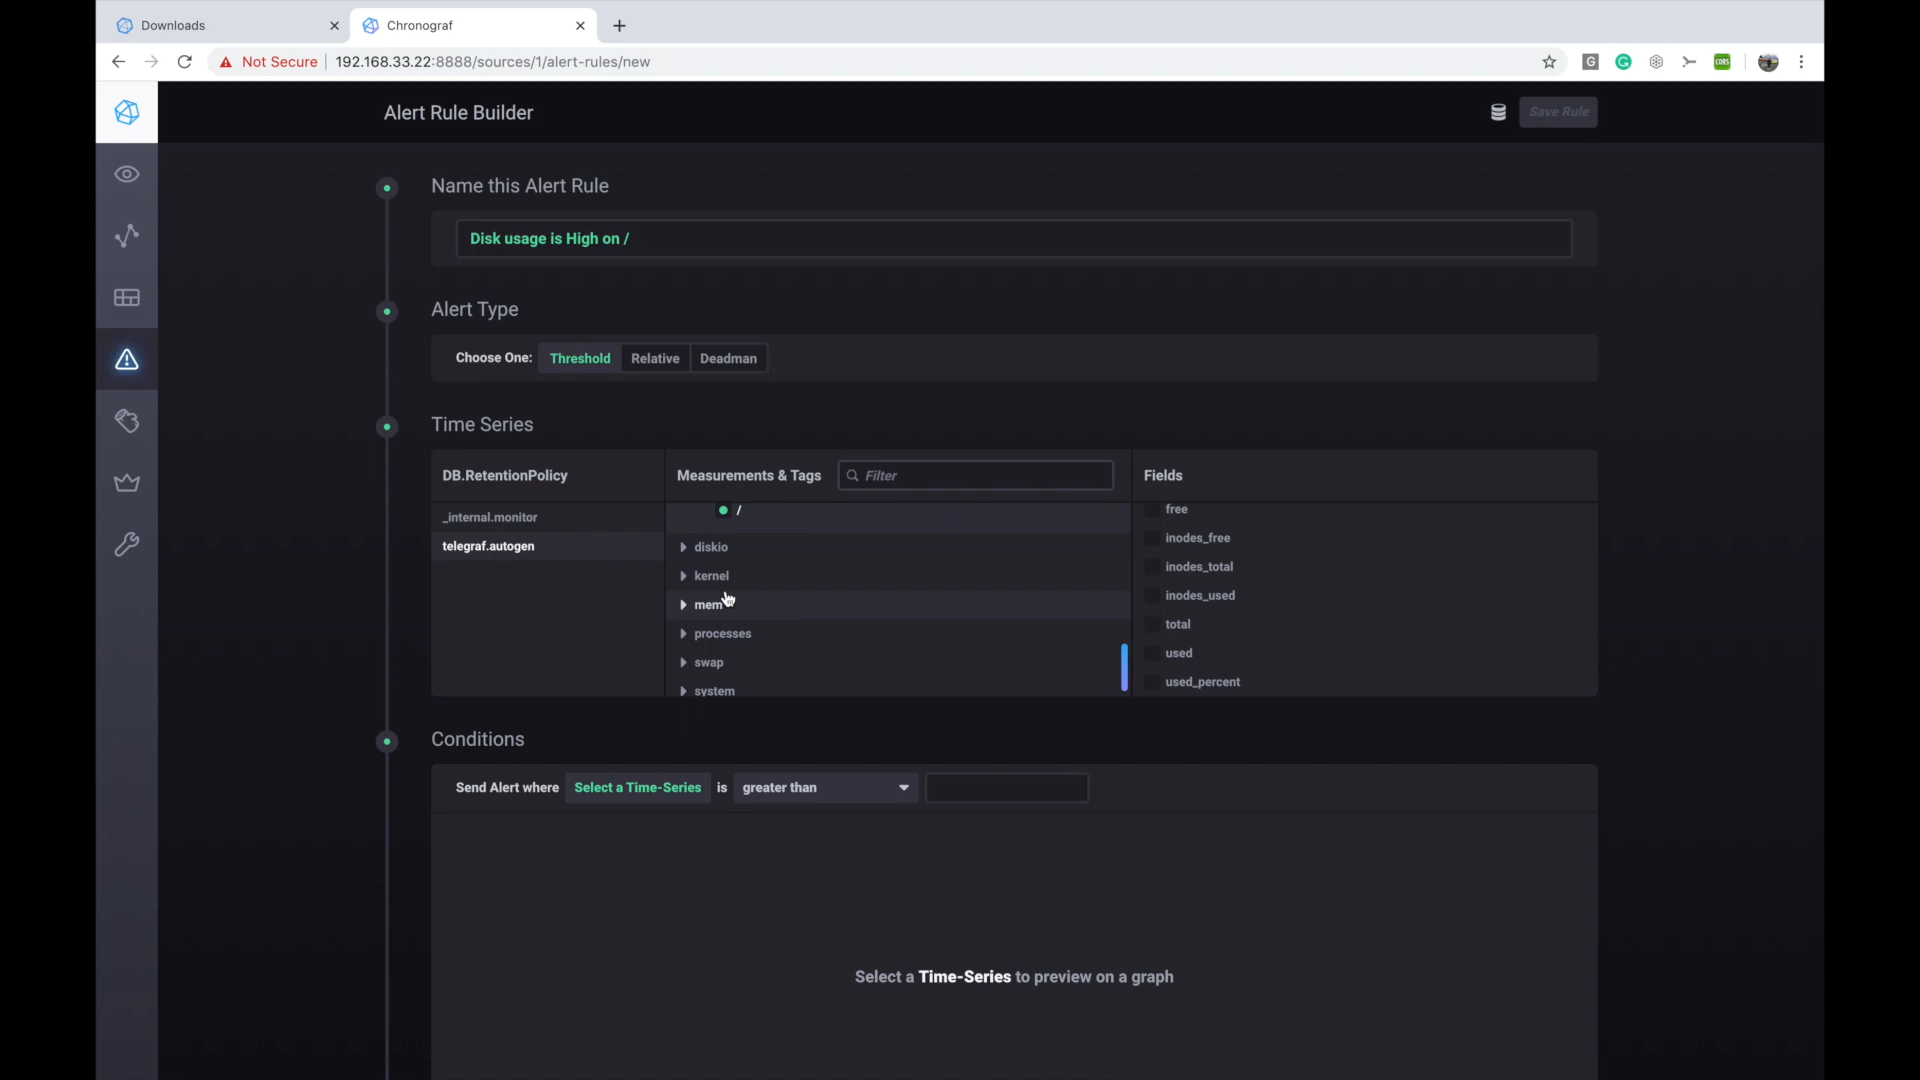 Downloads
Chronograf
Not Secure
192.168.33.22:8888/sources/1/alert-rules/new
G
CORS
Alert Rule Builder
Save Rule
Name this Alert Rule
Disk usage is High on /
Alert Type
Choose One:
Threshold
Relative
Deadman
Time Series
DB.RetentionPolicy
_internal.monitor
telegraf.autogen
Measurements & Tags
Filter
/
diskio
kernel
mem
processes
swap
system
Fields
free
inodes_free
inodes_total
inodes_used
total
used
used_percent
Conditions
Send Alert where Select a Time-Series is greater than
Select a Time-Series to preview on a graph